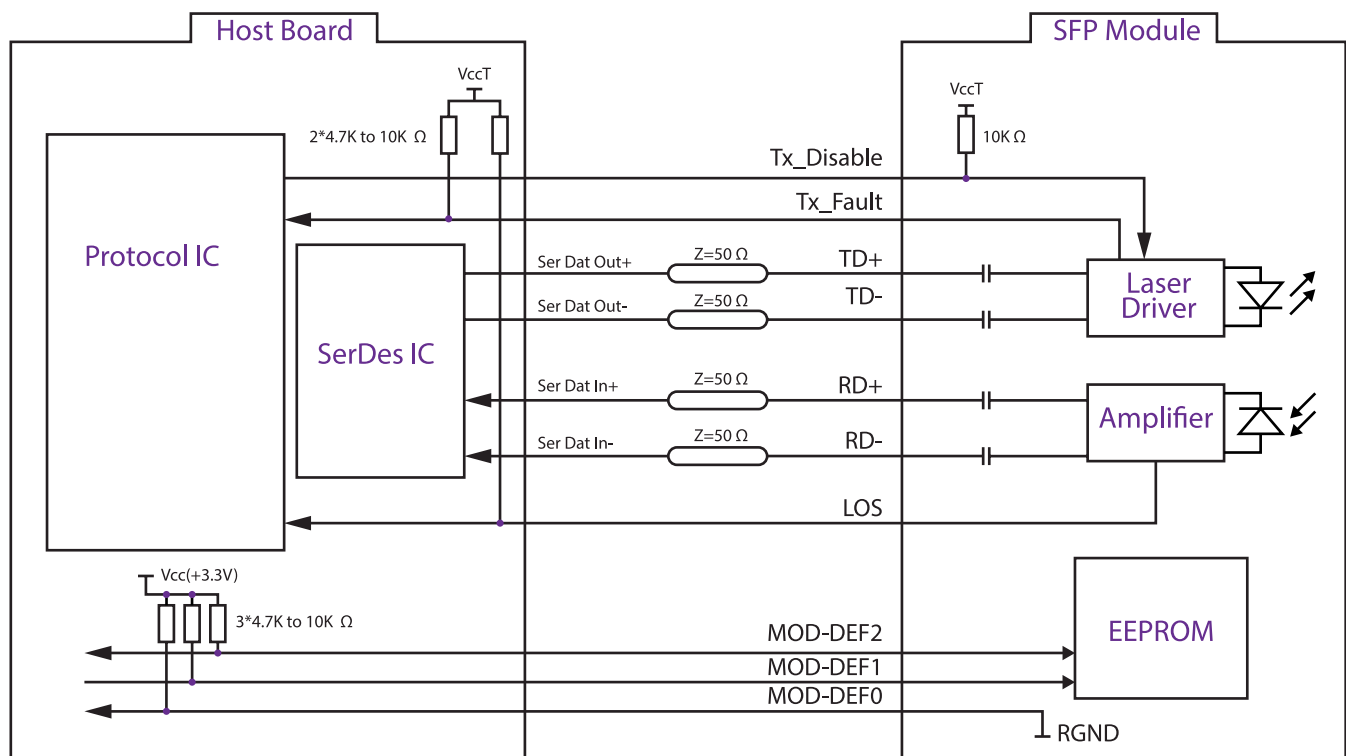 Host Board
SFP Module
VccT
VccT
2*4.7K to 10K Ω
10K Ω
Tx_Disable
Tx_Fault
Protocol IC
SerDes IC
Ser Dat Out+
Z=50 Ω
TD+
Ser Dat Out-
Z=50 Ω
TD-
Laser
Driver
Ser Dat In+
Z=50 Ω
RD+
Ser Dat In-
Z=50 Ω
RD-
Amplifier
LOS
Vcc(+3.3V)
3*4.7K to 10K Ω
MOD-DEF2
MOD-DEF1
MOD-DEF0
EEPROM
RGND